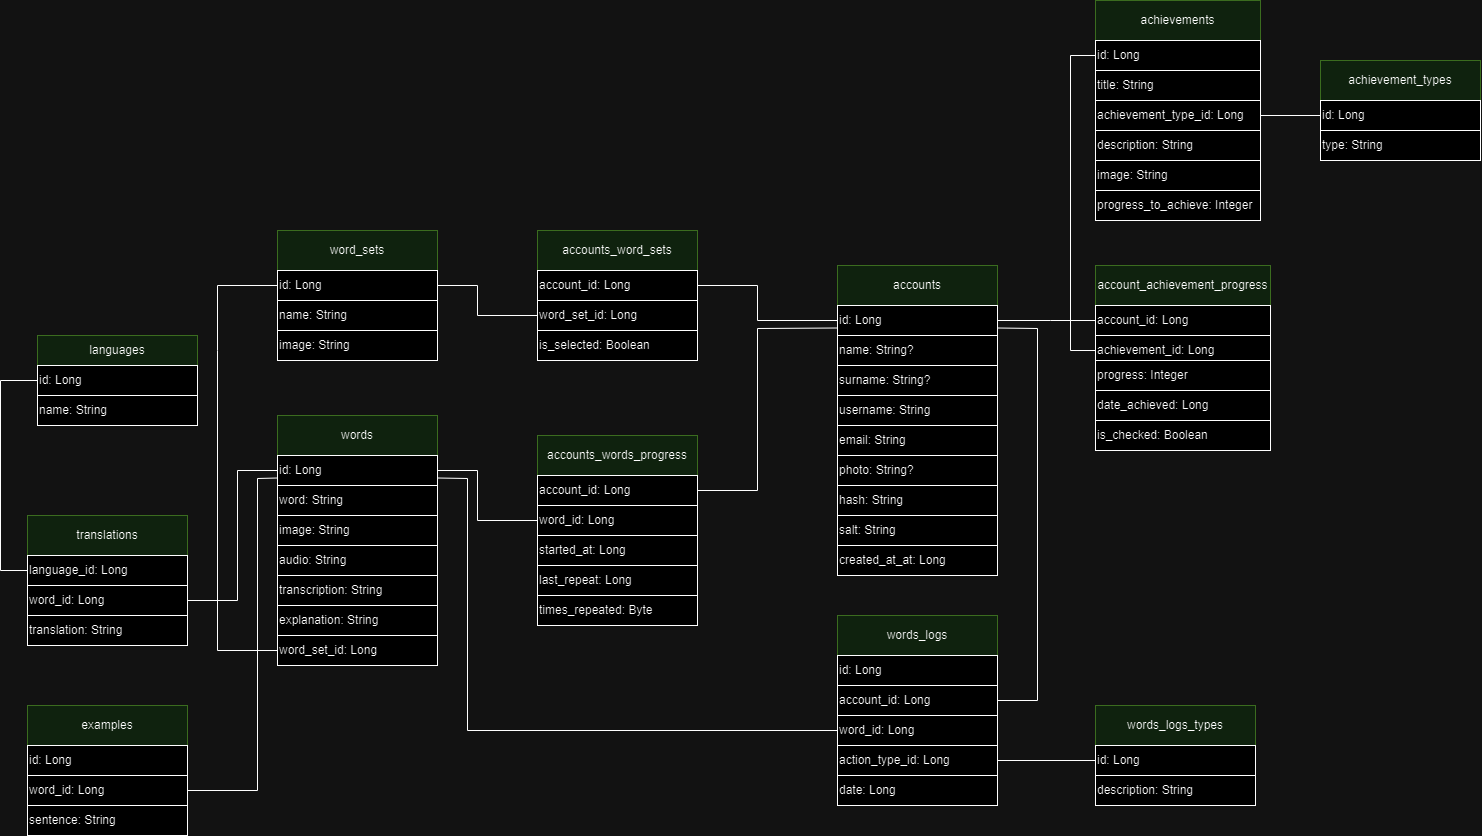 achievements
id: Long
title: String
achievement_type_id: Long
description: String
image: String
progress_to_achieve: Integer
achievement_types
id: Long
type: String
word_sets
id: Long
name: String
image: String
accounts_word_sets
account_id: Long
word_set_id: Long
is_selected: Boolean
accounts
id: Long
name: String?
surname: String?
username: String
email: String
photo: String?
hash: String
salt: String
created_at_at: Long
account_achievement_progress
account_id: Long
achievement_id: Long
progress: Integer
date_achieved: Long
is_checked: Boolean
languages
id: Long
name: String
words
id: Long
word: String
image: String
audio: String
transcription: String
explanation: String
word_set_id: Long
accounts_words_progress
account_id: Long
word_id: Long
started_at: Long
last_repeat: Long
times_repeated: Byte
translations
language_id: Long
word_id: Long
translation: String
words_logs
id: Long
account_id: Long
word_id: Long
action_type_id: Long
date: Long
words_logs_types
id: Long
description: String
examples
id: Long
word_id: Long
sentence: String